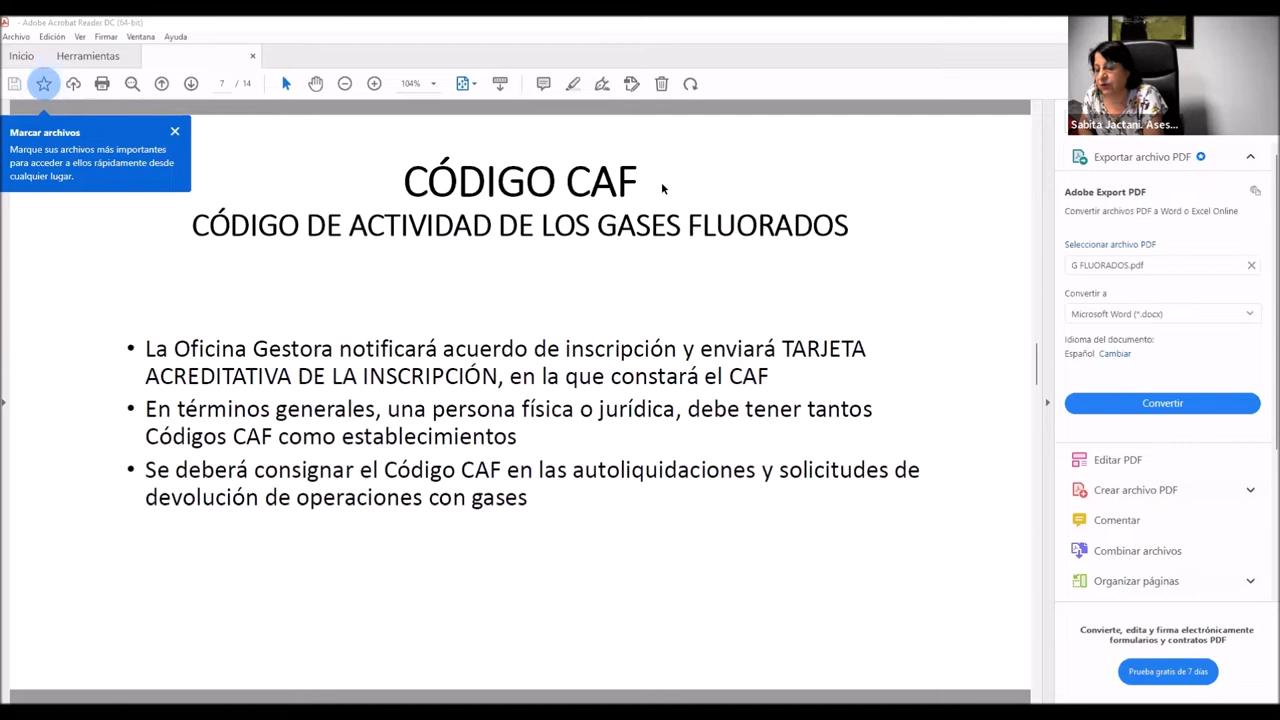 - Adobe Acrobat Reader DC (64-bit)
Archivo Edición Ver Firmar Ventana Ayuda
Inicio Herramientas
7 / 14
104%
Marcar archivos
Marque sus archivos más importantes
para acceder a ellos rápidamente desde
cualquier lugar.
CÓDIGO CAF
CÓDIGO DE ACTIVIDAD DE LOS GASES FLUORADOS
• La Oficina Gestora notificará acuerdo de inscripción y enviará TARJETA
ACREDITATIVA DE LA INSCRIPCIÓN, en la que constará el CAF
• En términos generales, una persona física o jurídica, debe tener tantos
Códigos CAF como establecimientos
• Se deberá consignar el Código CAF en las autoliquidaciones y solicitudes de
devolución de operaciones con gases
Sabita Jactani. Ases...
Exportar archivo PDF
Adobe Export PDF
Convertir archivos PDF a Word o Excel Online
Seleccionar archivo PDF
G FLUORADOS.pdf
Convertir a
Microsoft Word (*.docx)
Idioma del documento:
Español Cambiar
Convertir
Editar PDF
Crear archivo PDF
Comentar
Combinar archivos
Organizar páginas
Convierte, edita y firma electrónicamente
formularios y contratos PDF
Prueba gratis de 7 días